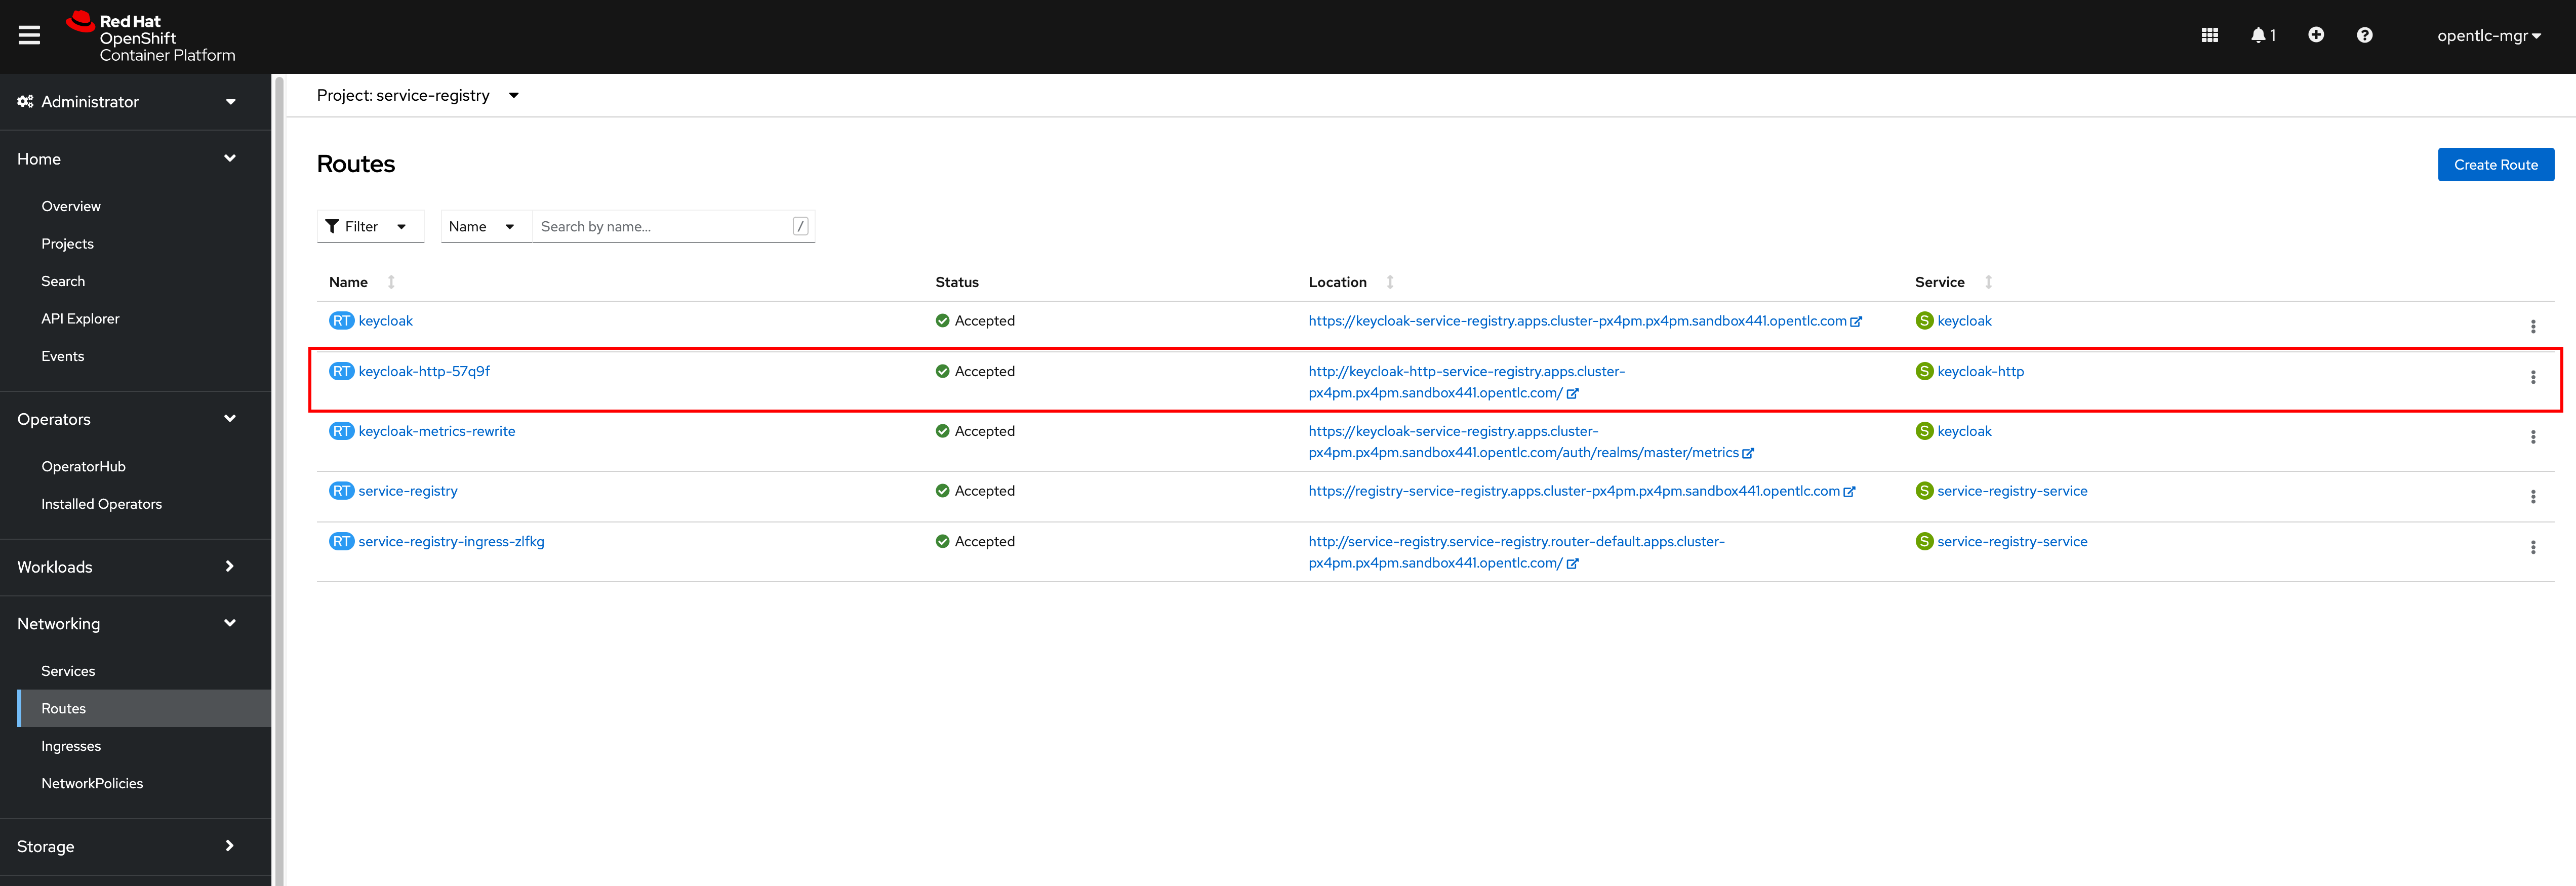 Red Hat
OpenShift
Container Platform
1
opentlc-mgr
Administrator
Home
Overview
Projects
Search
API Explorer
Events
Operators
OperatorHub
Installed Operators
Workloads
Networking
Services
Routes
Ingresses
NetworkPolicies
Storage
Project: service-registry
Routes
Create Route
Filter
Name
Search by name...
/
Name Status Location Service
RT keycloak Accepted https://keycloak-service-registry.apps.cluster-px4pm.px4pm.sandbox441.opentlc.com S keycloak
RT keycloak-http-57q9f Accepted http://keycloak-http-service-registry.apps.cluster- S keycloak-http
px4pm.px4pm.sandbox441.opentlc.com/
RT keycloak-metrics-rewrite Accepted https://keycloak-service-registry.apps.cluster- S keycloak
px4pm.px4pm.sandbox441.opentlc.com/auth/realms/master/metrics
RT service-registry Accepted https://registry-service-registry.apps.cluster-px4pm.px4pm.sandbox441.opentlc.com S service-registry-service
RT service-registry-ingress-zlfkg Accepted http://service-registry.service-registry.router-default.apps.cluster- S service-registry-service
px4pm.px4pm.sandbox441.opentlc.com/